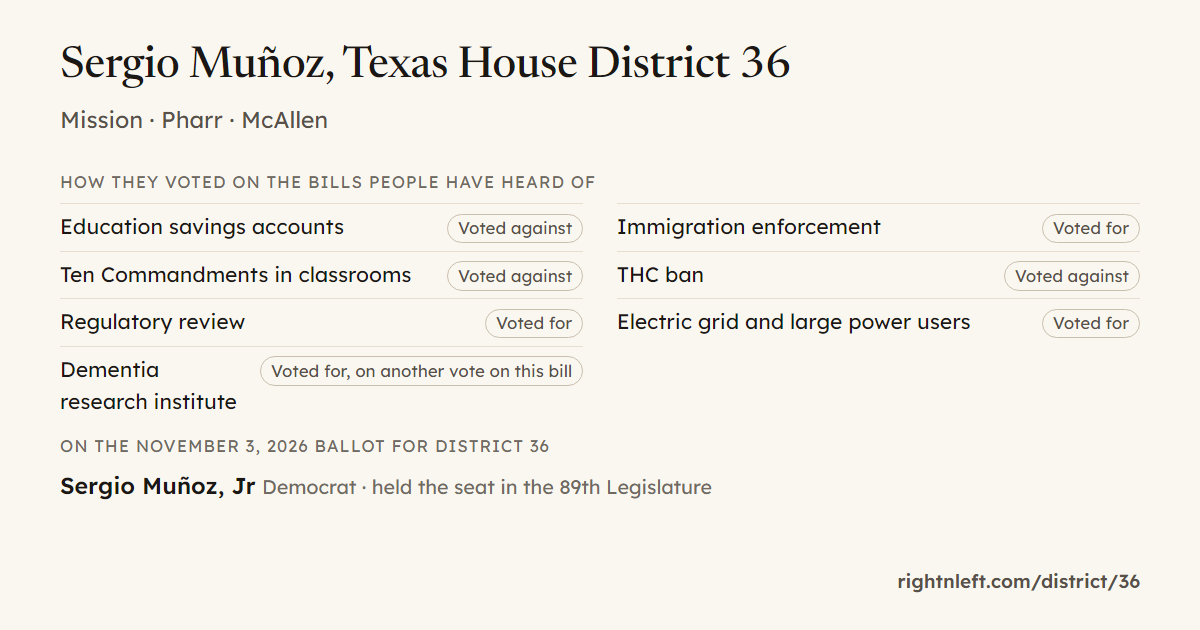 Sergio Muñoz, Texas House District 36
Mission · Pharr · McAllen
HOW THEY VOTED ON THE BILLS PEOPLE HAVE HEARD OF
Education savings accounts Voted against
Immigration enforcement Voted for
Ten Commandments in classrooms Voted against
THC ban Voted against
Regulatory review Voted for
Electric grid and large power users Voted for
Dementia Voted for, on another vote on this bill
research institute
ON THE NOVEMBER 3, 2026 BALLOT FOR DISTRICT 36
Sergio Muñoz, Jr Democrat · held the seat in the 89th Legislature
rightnleft.com/district/36